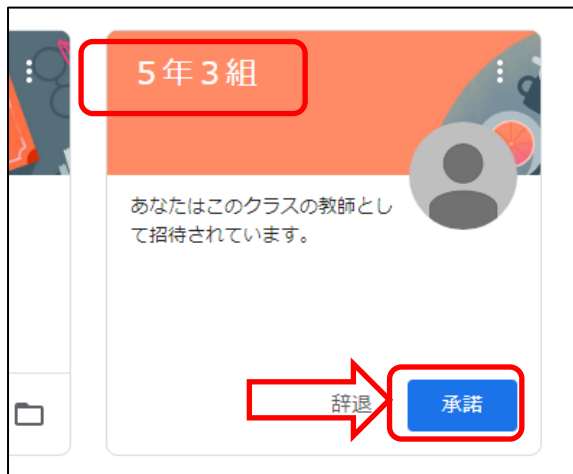 5年3組
あなたはこのクラスの教師とし
て招待されています。
辞退
承諾